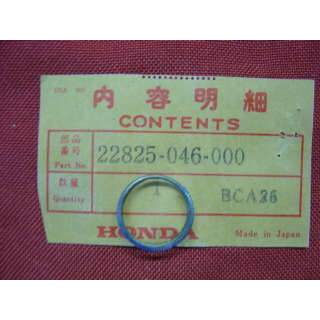 内容明細
CONTENTS
部品番号 Part No. 22825-046-000
数量 Quantity 1 BCA26
HONDA Made in Japan